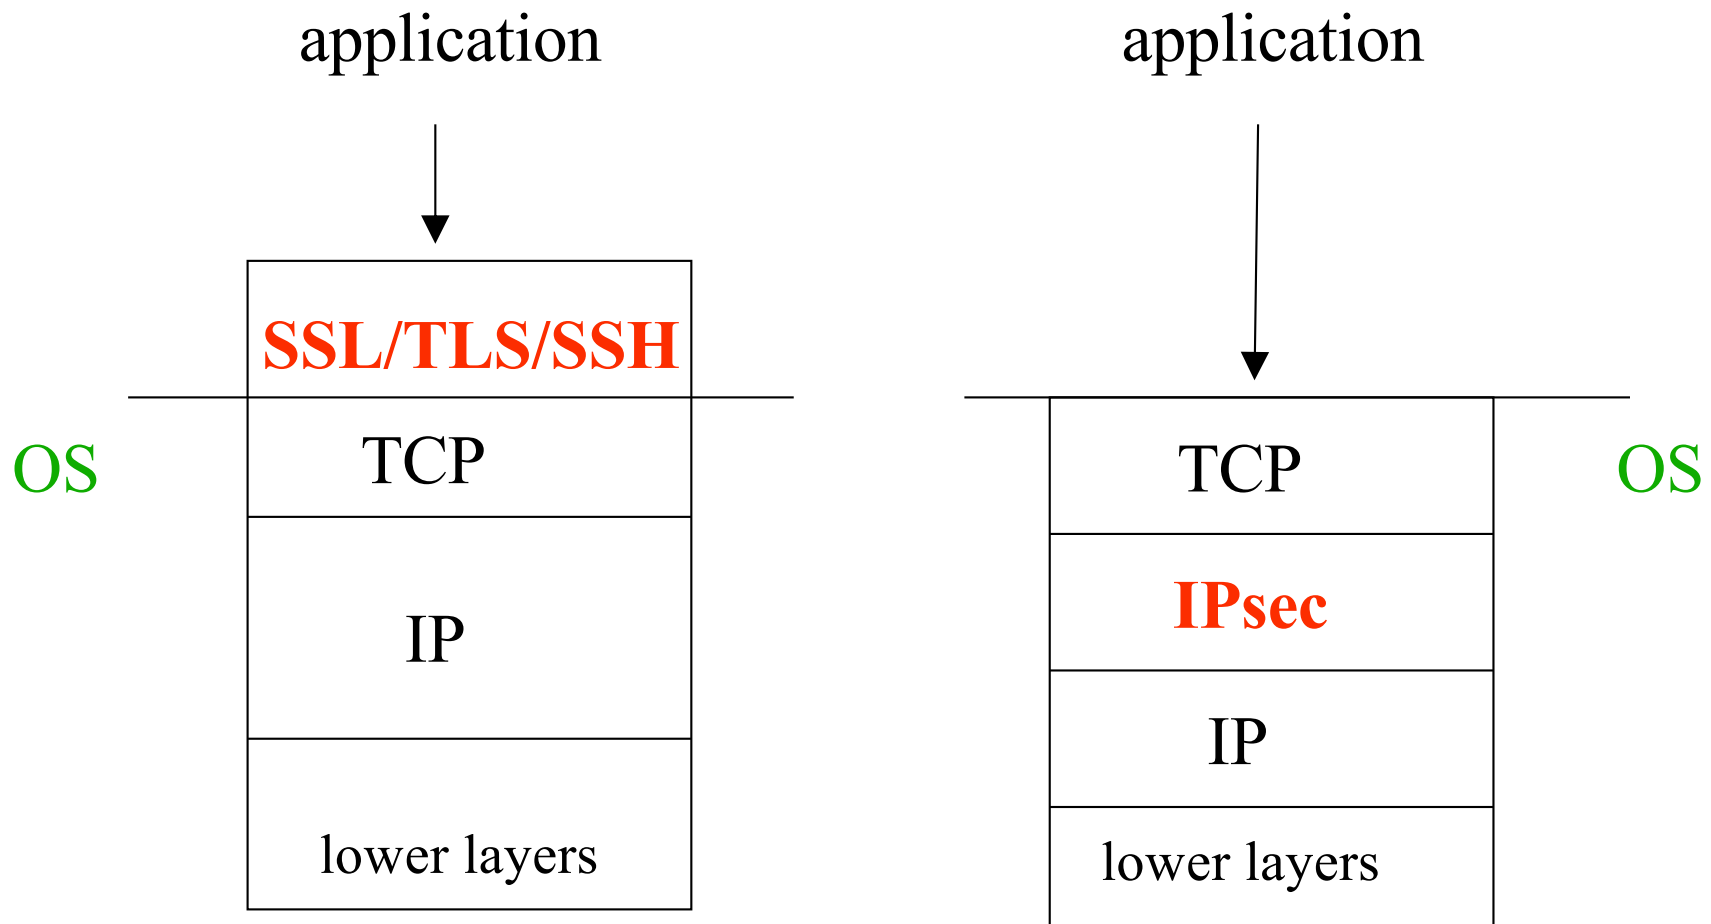 application
SSL/TLS/SSH
OS
TCP
IP
lower layers
application
TCP
OS
IPsec
IP
lower layers